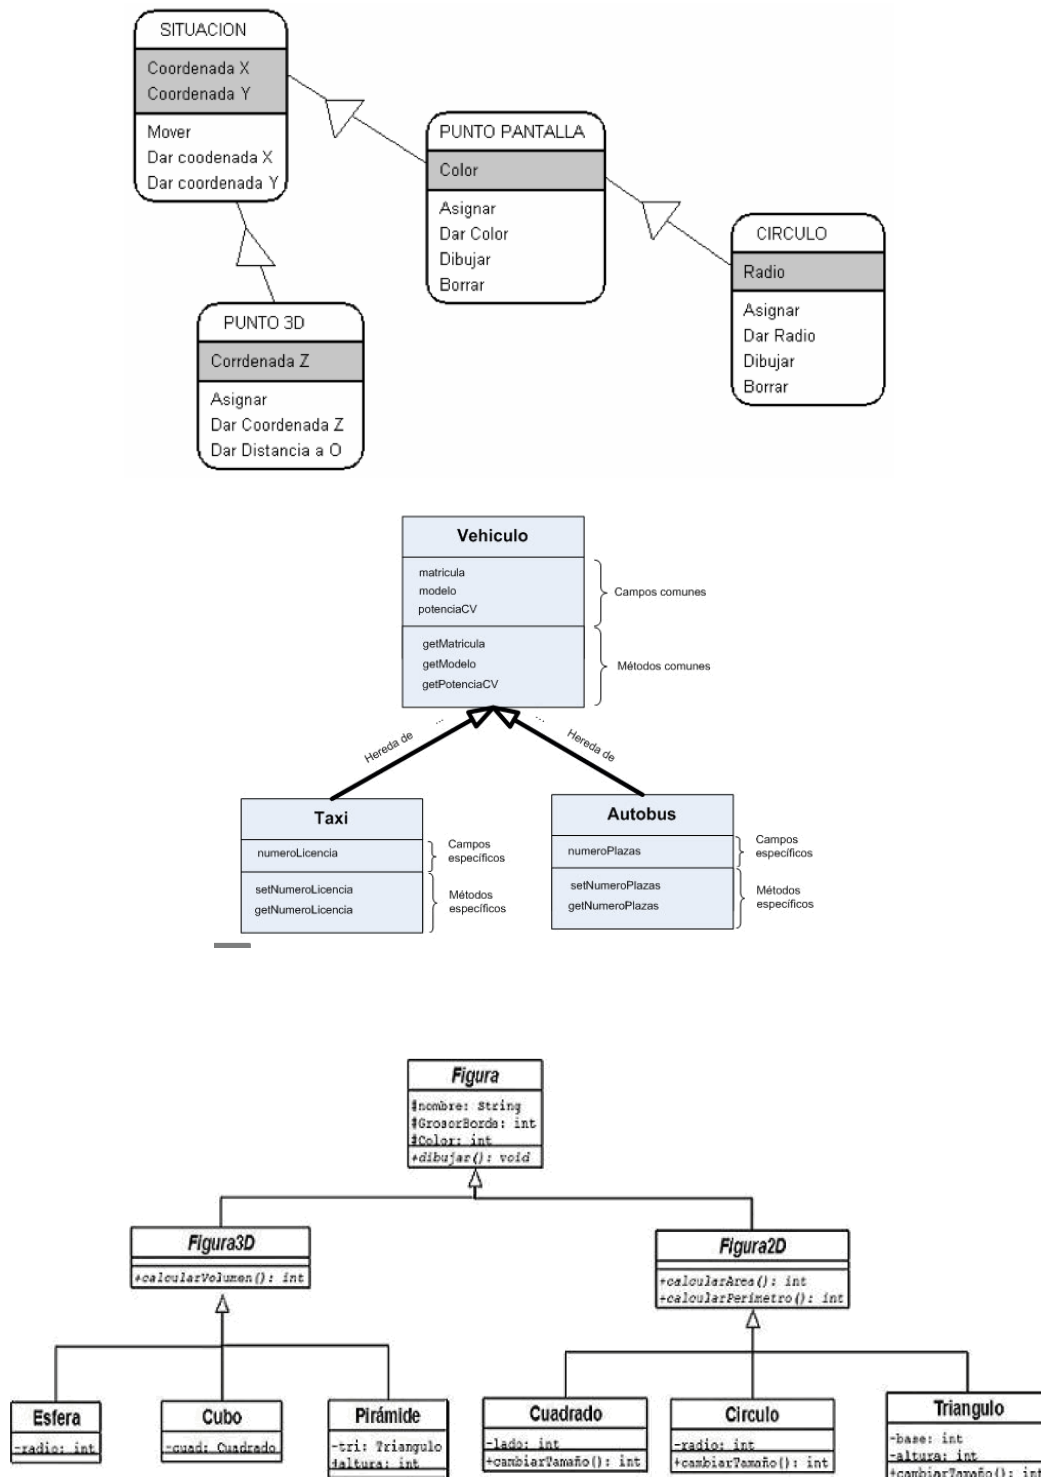 SITUACION
Coordenada X
Coordenada Y
Mover
Dar coodenada X
Dar coordenada Y
PUNTO PANTALLA
Color
Asignar
Dar Color
Dibujar
Borrar
CIRCULO
Radio
Asignar
Dar Radio
Dibujar
Borrar
PUNTO 3D
Corrdenada Z
Asignar
Dar Coordenada Z
Dar Distancia a O
Vehiculo
matricula
modelo
potenciaCV
Campos comunes
getMatricula
getModelo
getPotenciaCV
Métodos comunes
...
...
Hereda de
Hereda de
Taxi
numeroLicencia
Campos
específicos
setNumeroLicencia
getNumeroLicencia
Métodos
específicos
Autobus
numeroPlazas
Campos
específicos
setNumeroPlazas
getNumeroPlazas
Métodos
específicos
Figura
#nombre: String
#GrosorBorde: int
#Color: int
+dibujar(): void
Figura3D
+calcularVolumen(): int
Figura2D
+calcularArea(): int
+calcularPerimetro(): int
Esfera
-radio: int
Cubo
-cuad: Cuadrado
Pirámide
-tri: Triangulo
#altura: int
Cuadrado
-lado: int
+cambiarTamaño(): int
Circulo
-radio: int
+cambiarTamaño(): int
Triangulo
-base: int
-altura: int
+cambiarTamaño(): int